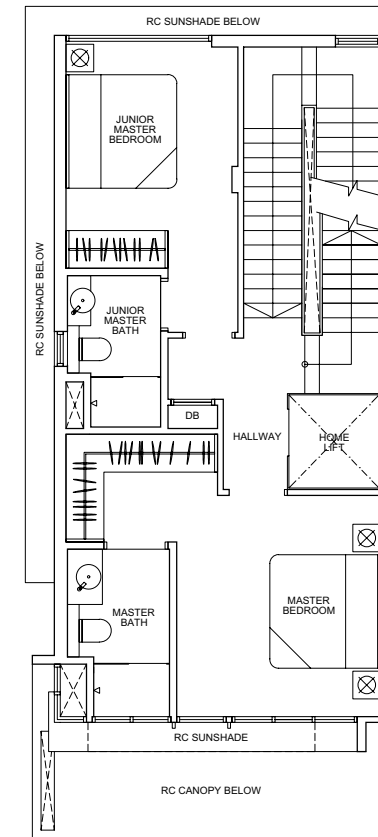 RC SUNSHADE BELOW
JUNIOR
MASTER
BEDROOM
RC SUNSHADE BELOW
JUNIOR
MASTER
BATH
DB
HALLWAY
HOME
LIFT
MASTER
BATH
MASTER
BEDROOM
RC SUNSHADE
RC CANOPY BELOW